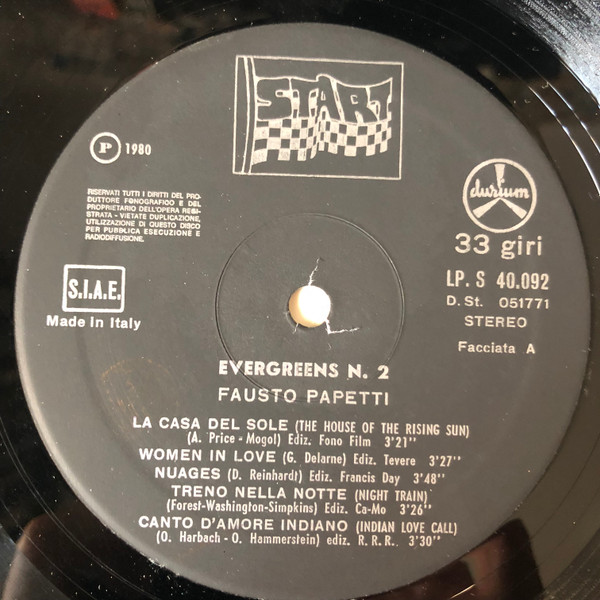 START
P 1980
RISERVATI TUTTI I DIRITTI DEL PRO-
DUTTORE FONOGRAFICO E DEL
PROPRIETARIO DELL'OPERA REGI-
STRATA - VIETATE DUPLICAZIONE,
UTILIZZAZIONE DI QUESTO DISCO
PER PUBBLICA ESECUZIONE E
RADIODIFFUSIONE.
durium
33 giri
S.I.A.E.
Made in Italy
LP. S 40.092
D. St. 051771
STEREO
Facciata A
EVERGREENS N. 2
FAUSTO PAPETTI
LA CASA DEL SOLE (THE HOUSE OF THE RISING SUN)
(A. Price - Mogol) Ediz. Fono Film 3'21"
WOMEN IN LOVE (G. Delarne) Ediz. Tevere 3'27"
NUAGES (D. Reinhardt) Ediz. Francis Day 3'48"
TRENO NELLA NOTTE (NIGHT TRAIN)
(Forest-Washington-Simpkins) Ediz. Ca-Mo 3'26"
CANTO D'AMORE INDIANO (INDIAN LOVE CALL)
(O. Harbach - O. Hammerstein) ediz. R.R.R. 3'30"